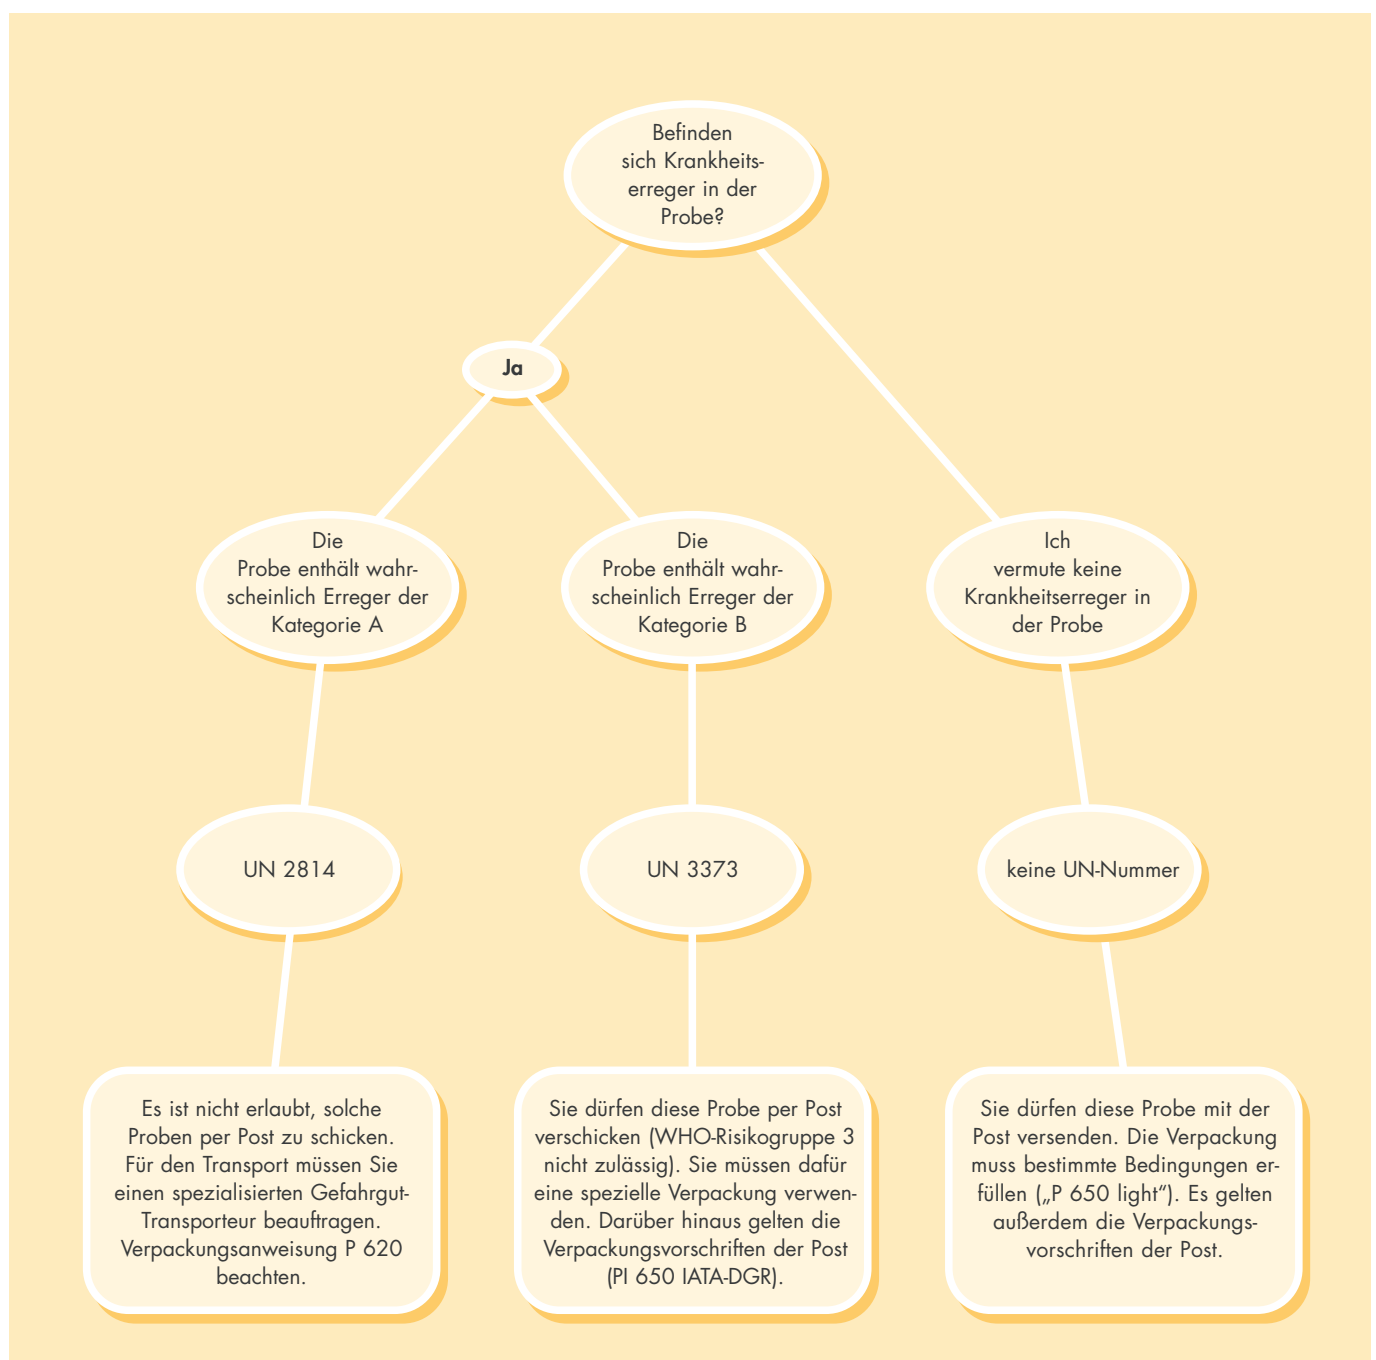 Befinden
sich Krankheits-
erreger in der
Probe?
Ja
Die
Probe enthält wahr-
scheinlich Erreger der
Kategorie A
Die
Probe enthält wahr-
scheinlich Erreger der
Kategorie B
Ich
vermute keine
Krankheitserreger in
der Probe
UN 2814
UN 3373
keine UN-Nummer
Es ist nicht erlaubt, solche
Proben per Post zu schicken.
Für den Transport müssen Sie
einen spezialisierten Gefahrgut-
Transporteur beauftragen.
Verpackungsanweisung P 620
beachten.
Sie dürfen diese Probe per Post
verschicken (WHO-Risikogruppe 3
nicht zulässig). Sie müssen dafür
eine spezielle Verpackung verwen-
den. Darüber hinaus gelten die
Verpackungsvorschriften der Post
(PI 650 IATA-DGR).
Sie dürfen diese Probe mit der
Post versenden. Die Verpackung
muss bestimmte Bedingungen er-
füllen („P 650 light“). Es gelten
außerdem die Verpackungs-
vorschriften der Post.